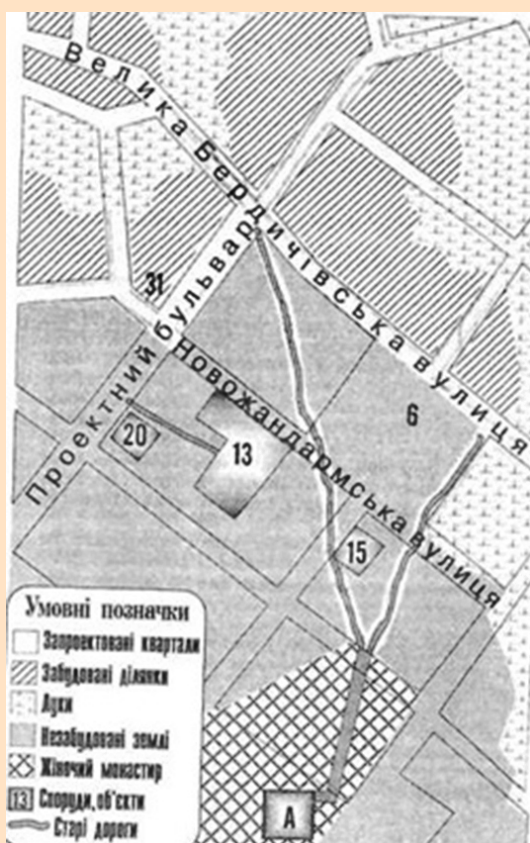 Велика Бердичівська вулиця
Проектний бульвар
31
Новожандармська вулиця
6
20
13
15
Умовні позначки
Запроектовані квартали
Забудовані ділянки
Луки
Незабудовані землі
Жіночий монастир
13 Споруди, об'єкти
Старі дороги
А